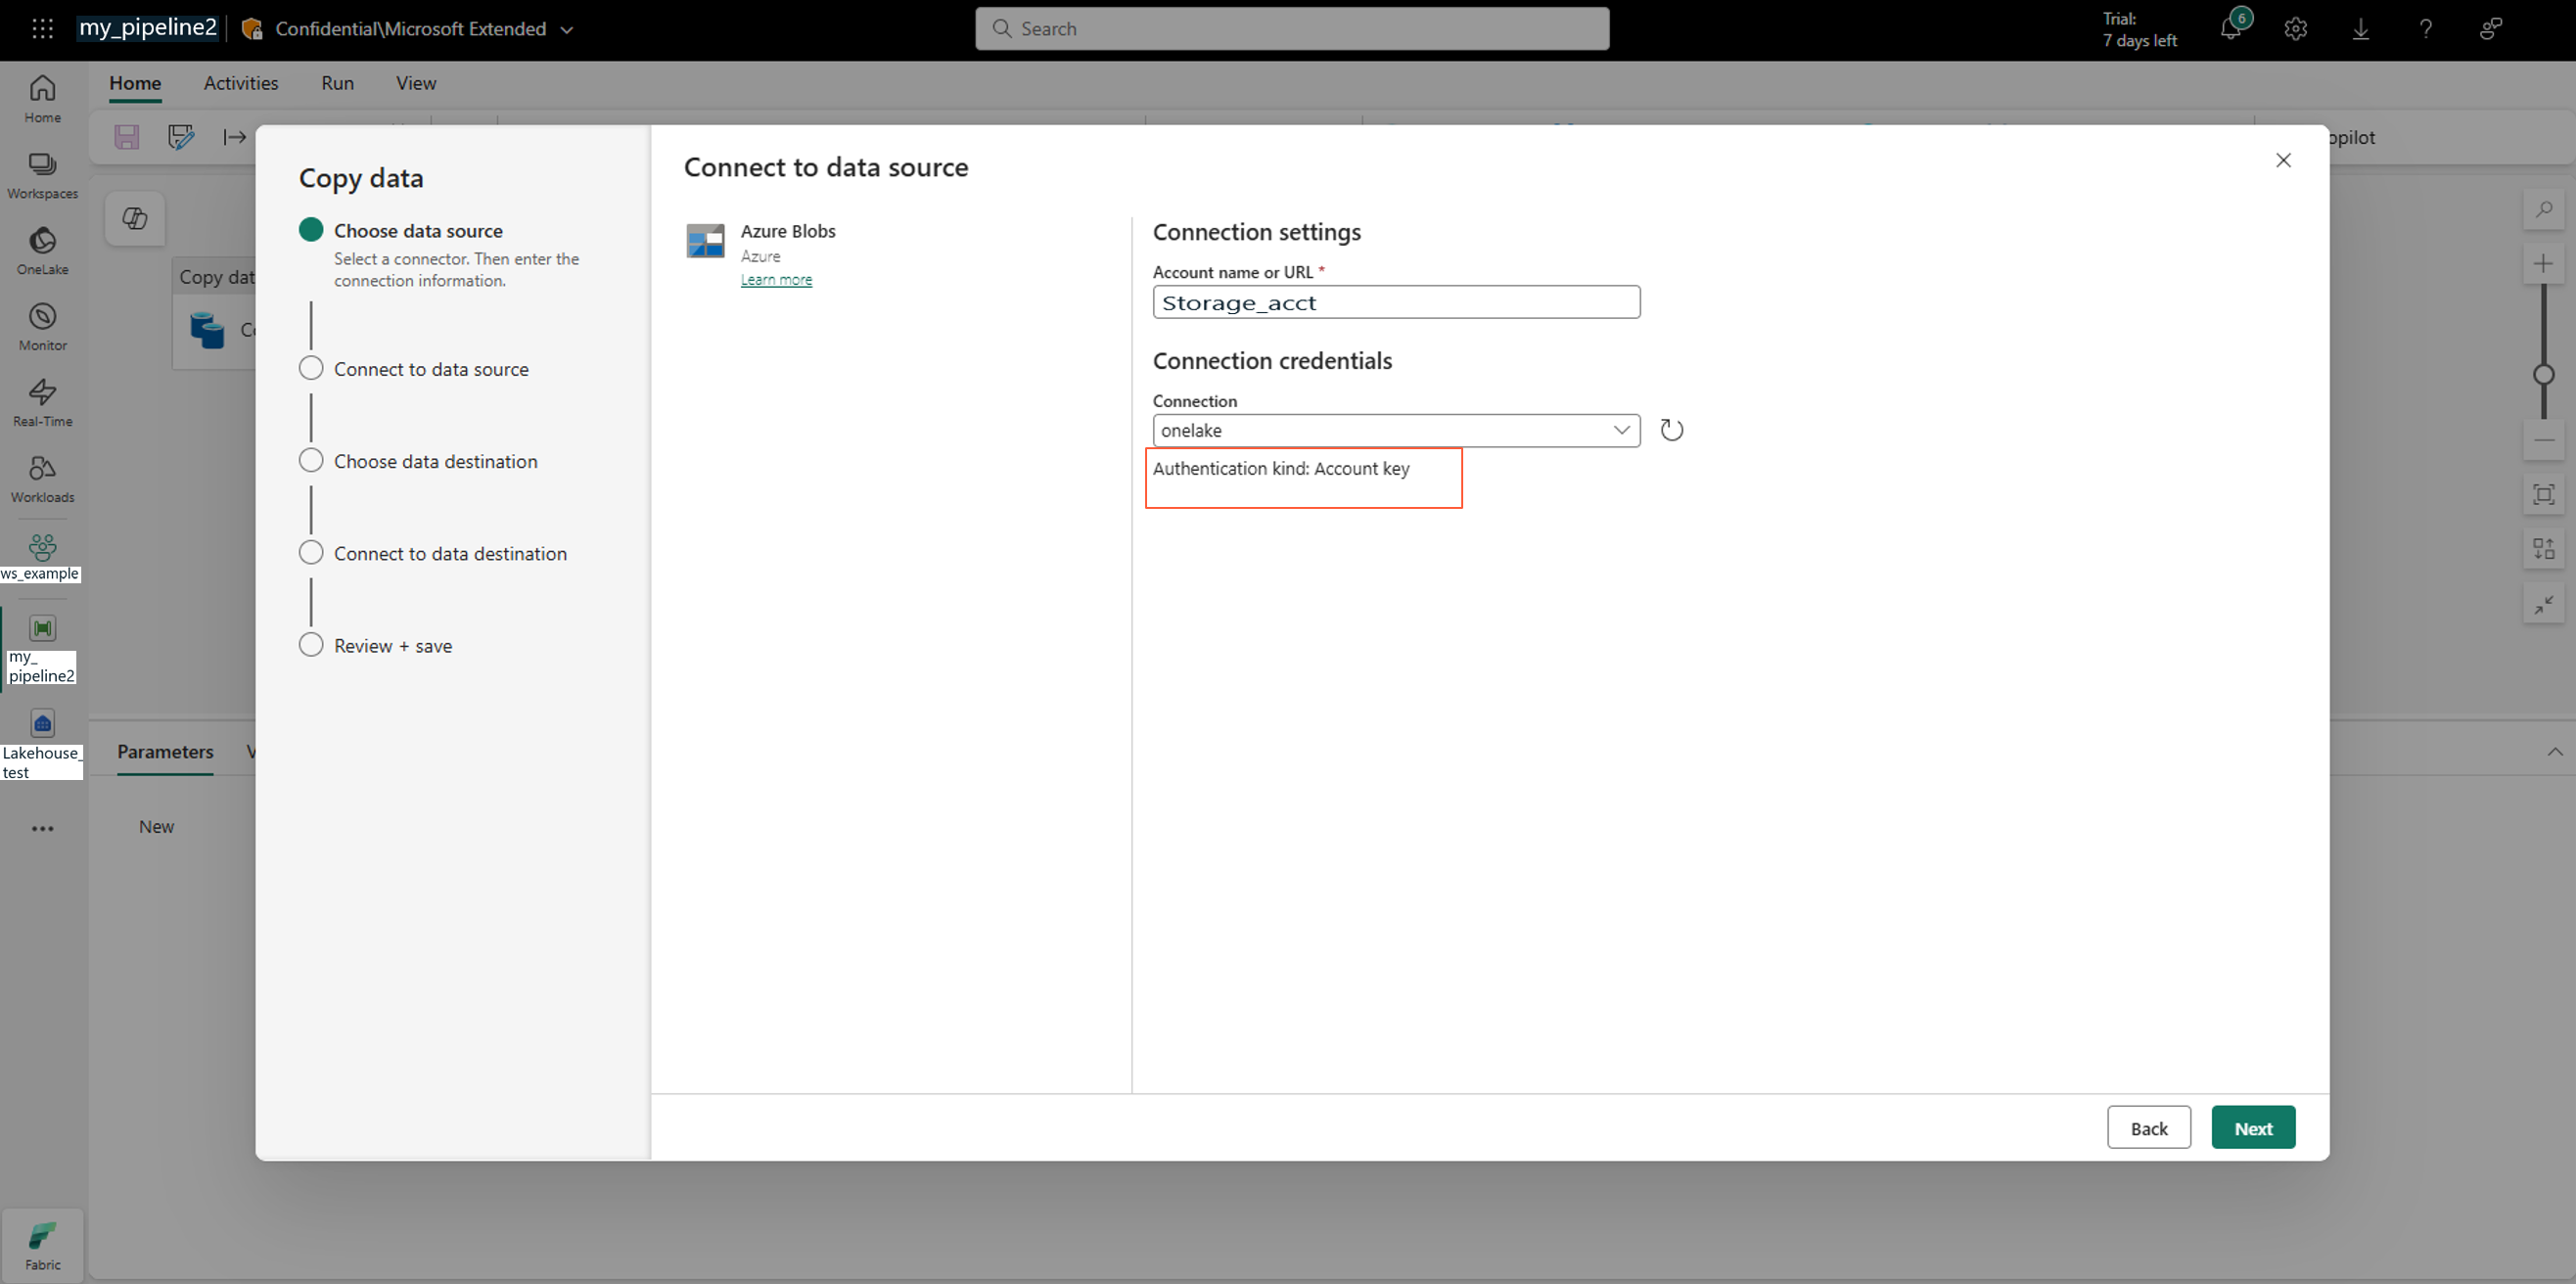 my_pipeline2
Confidential\Microsoft Extended
Search
Trial:
7 days left
6
Home
Activities
Run
View
Home
Workspaces
OneLake
Monitor
Real-Time
Workloads
ws_example
my_
pipeline2
Lakehouse_
test
Fabric
opilot
Copy dat
Parameters
New
Copy data
Choose data source
Select a connector. Then enter the
connection information.
Connect to data source
Choose data destination
Connect to data destination
Review + save
Connect to data source
Azure Blobs
Azure
Learn more
Connection settings
Account name or URL *
Storage_acct
Connection credentials
Connection
onelake
Authentication kind: Account key
Back
Next